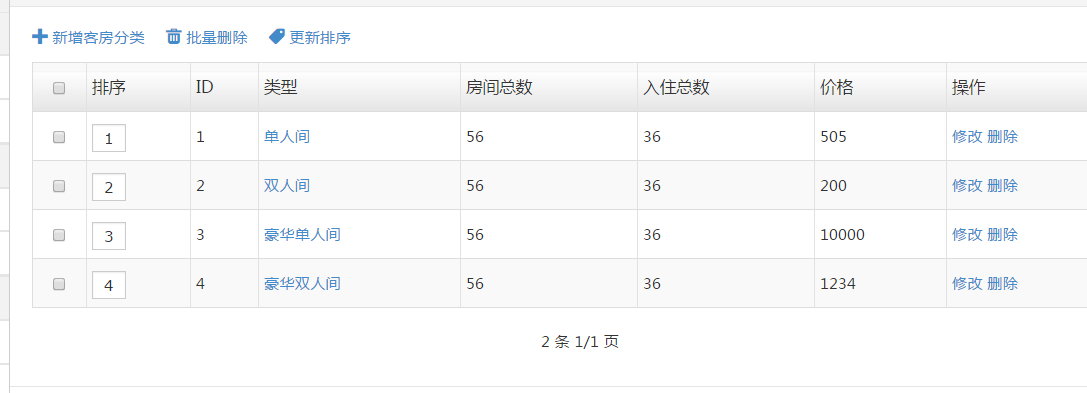 新增客房分类 批量删除 更新排序
排序 ID 类型 房间总数 入住总数 价格 操作
1 1 单人间 56 36 505 修改 删除
2 2 双人间 56 36 200 修改 删除
3 3 豪华单人间 56 36 10000 修改 删除
4 4 豪华双人间 56 36 1234 修改 删除
2 条 1/1 页